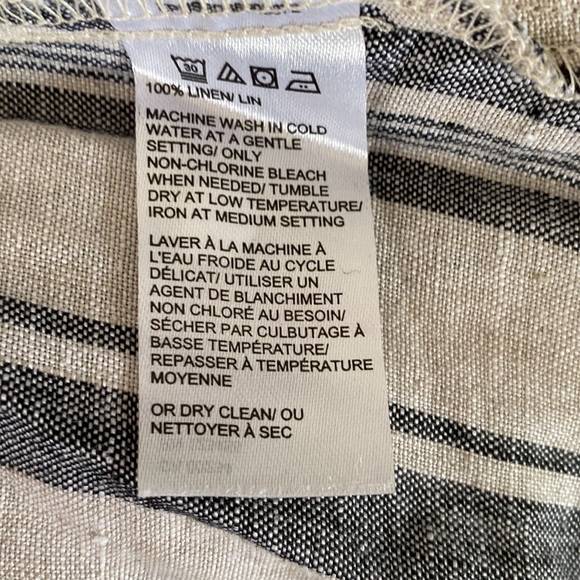 30
100% LINEN/ LIN
MACHINE WASH IN COLD
WATER AT A GENTLE
SETTING/ ONLY
NON-CHLORINE BLEACH
WHEN NEEDED/ TUMBLE
DRY AT LOW TEMPERATURE/
IRON AT MEDIUM SETTING
LAVER À LA MACHINE À
L'EAU FROIDE AU CYCLE
DÉLICAT/ UTILISER UN
AGENT DE BLANCHIMENT
NON CHLORÉ AU BESOIN/
SÉCHER PAR CULBUTAGE À
BASSE TEMPÉRATURE/
REPASSER À TEMPÉRATURE
MOYENNE
OR DRY CLEAN/ OU
NETTOYER À SEC